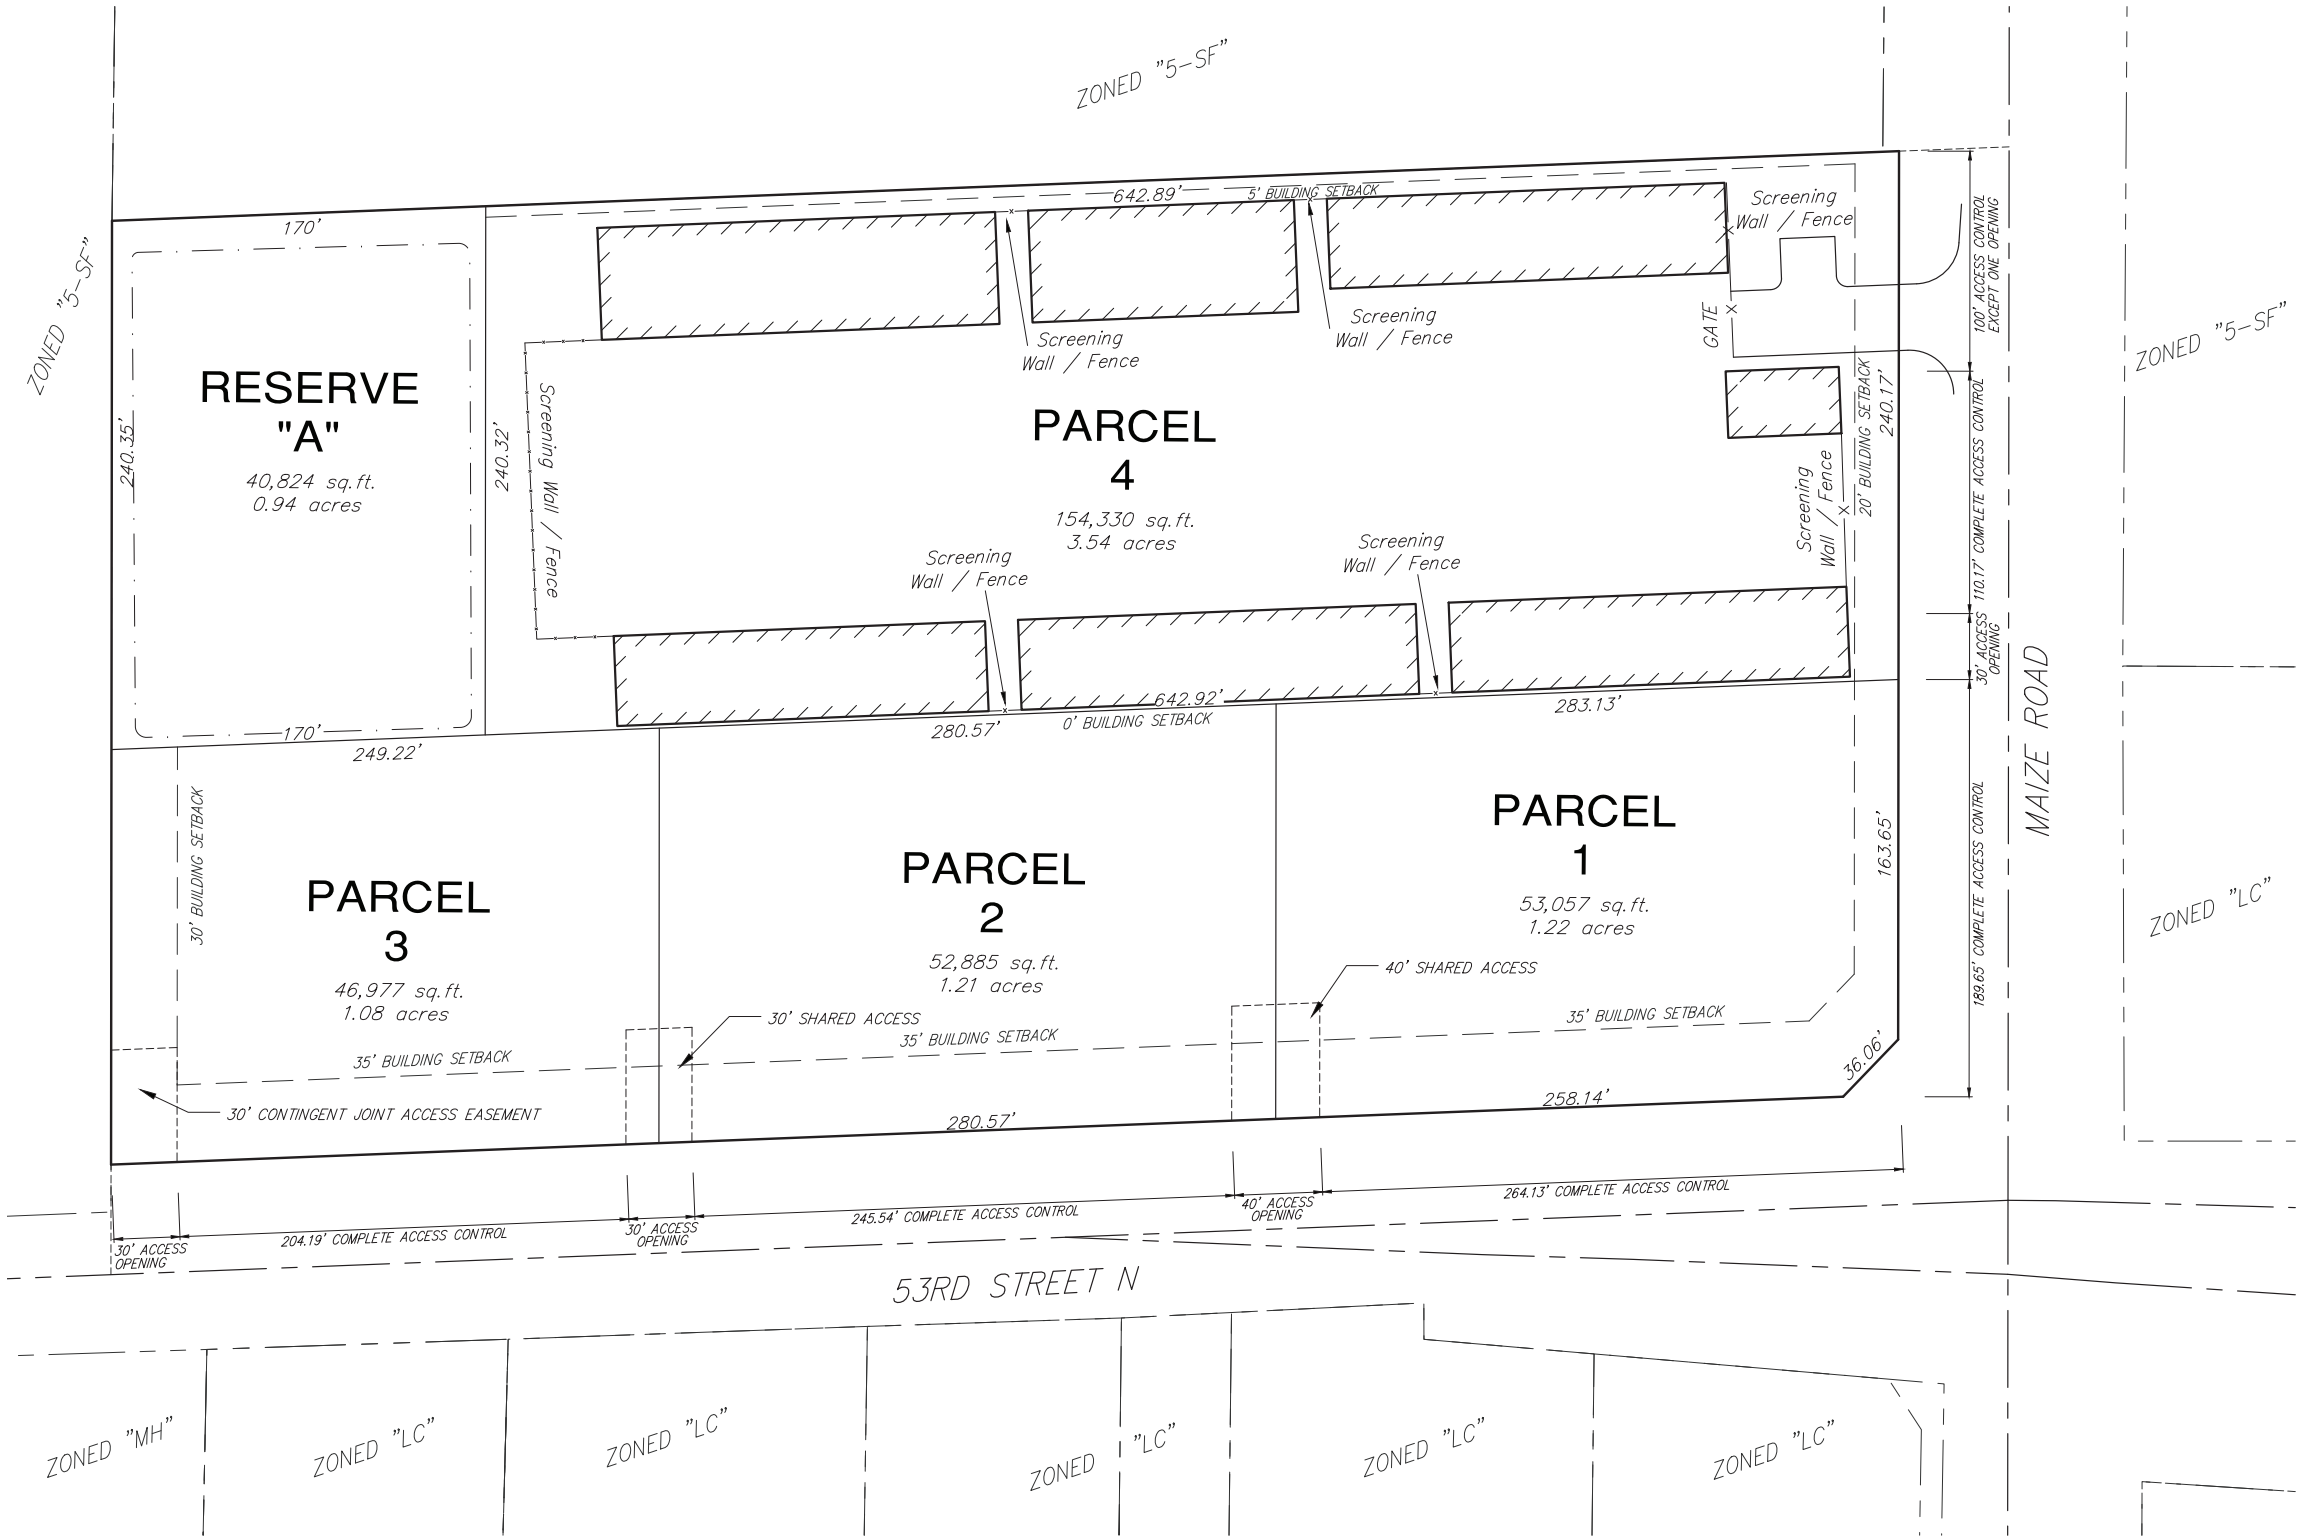 ZONED "5-SF"
ZONED "5-SF"
170'
642.89'
5' BUILDING SETBACK
Screening
Wall / Fence
100' ACCESS CONTROL
EXCEPT ONE OPENING
Screening
Wall / Fence
Screening
Wall / Fence
GATE
ZONED "5-SF"
RESERVE
"A"
40,824 sq.ft.
0.94 acres
240.35'
240.32'
Screening Wall / Fence
PARCEL
4
154,330 sq.ft.
3.54 acres
20' BUILDING SETBACK
240.17'
110.17' COMPLETE ACCESS CONTROL
Screening
Wall / Fence
Screening
Wall / Fence
Screening
Wall / Fence
30' ACCESS
OPENING
MAIZE ROAD
170'
249.22'
280.57'
642.92'
0' BUILDING SETBACK
283.13'
30' BUILDING SETBACK
PARCEL
3
46,977 sq.ft.
1.08 acres
PARCEL
2
52,885 sq.ft.
1.21 acres
PARCEL
1
53,057 sq.ft.
1.22 acres
163.65'
189.65' COMPLETE ACCESS CONTROL
ZONED "LC"
40' SHARED ACCESS
30' SHARED ACCESS
35' BUILDING SETBACK
35' BUILDING SETBACK
35' BUILDING SETBACK
36.06'
30' CONTINGENT JOINT ACCESS EASEMENT
280.57'
258.14'
30' ACCESS
OPENING
204.19' COMPLETE ACCESS CONTROL
30' ACCESS
OPENING
245.54' COMPLETE ACCESS CONTROL
40' ACCESS
OPENING
264.13' COMPLETE ACCESS CONTROL
53RD STREET N
ZONED "MH"
ZONED "LC"
ZONED "LC"
ZONED "LC"
ZONED "LC"
ZONED "LC"